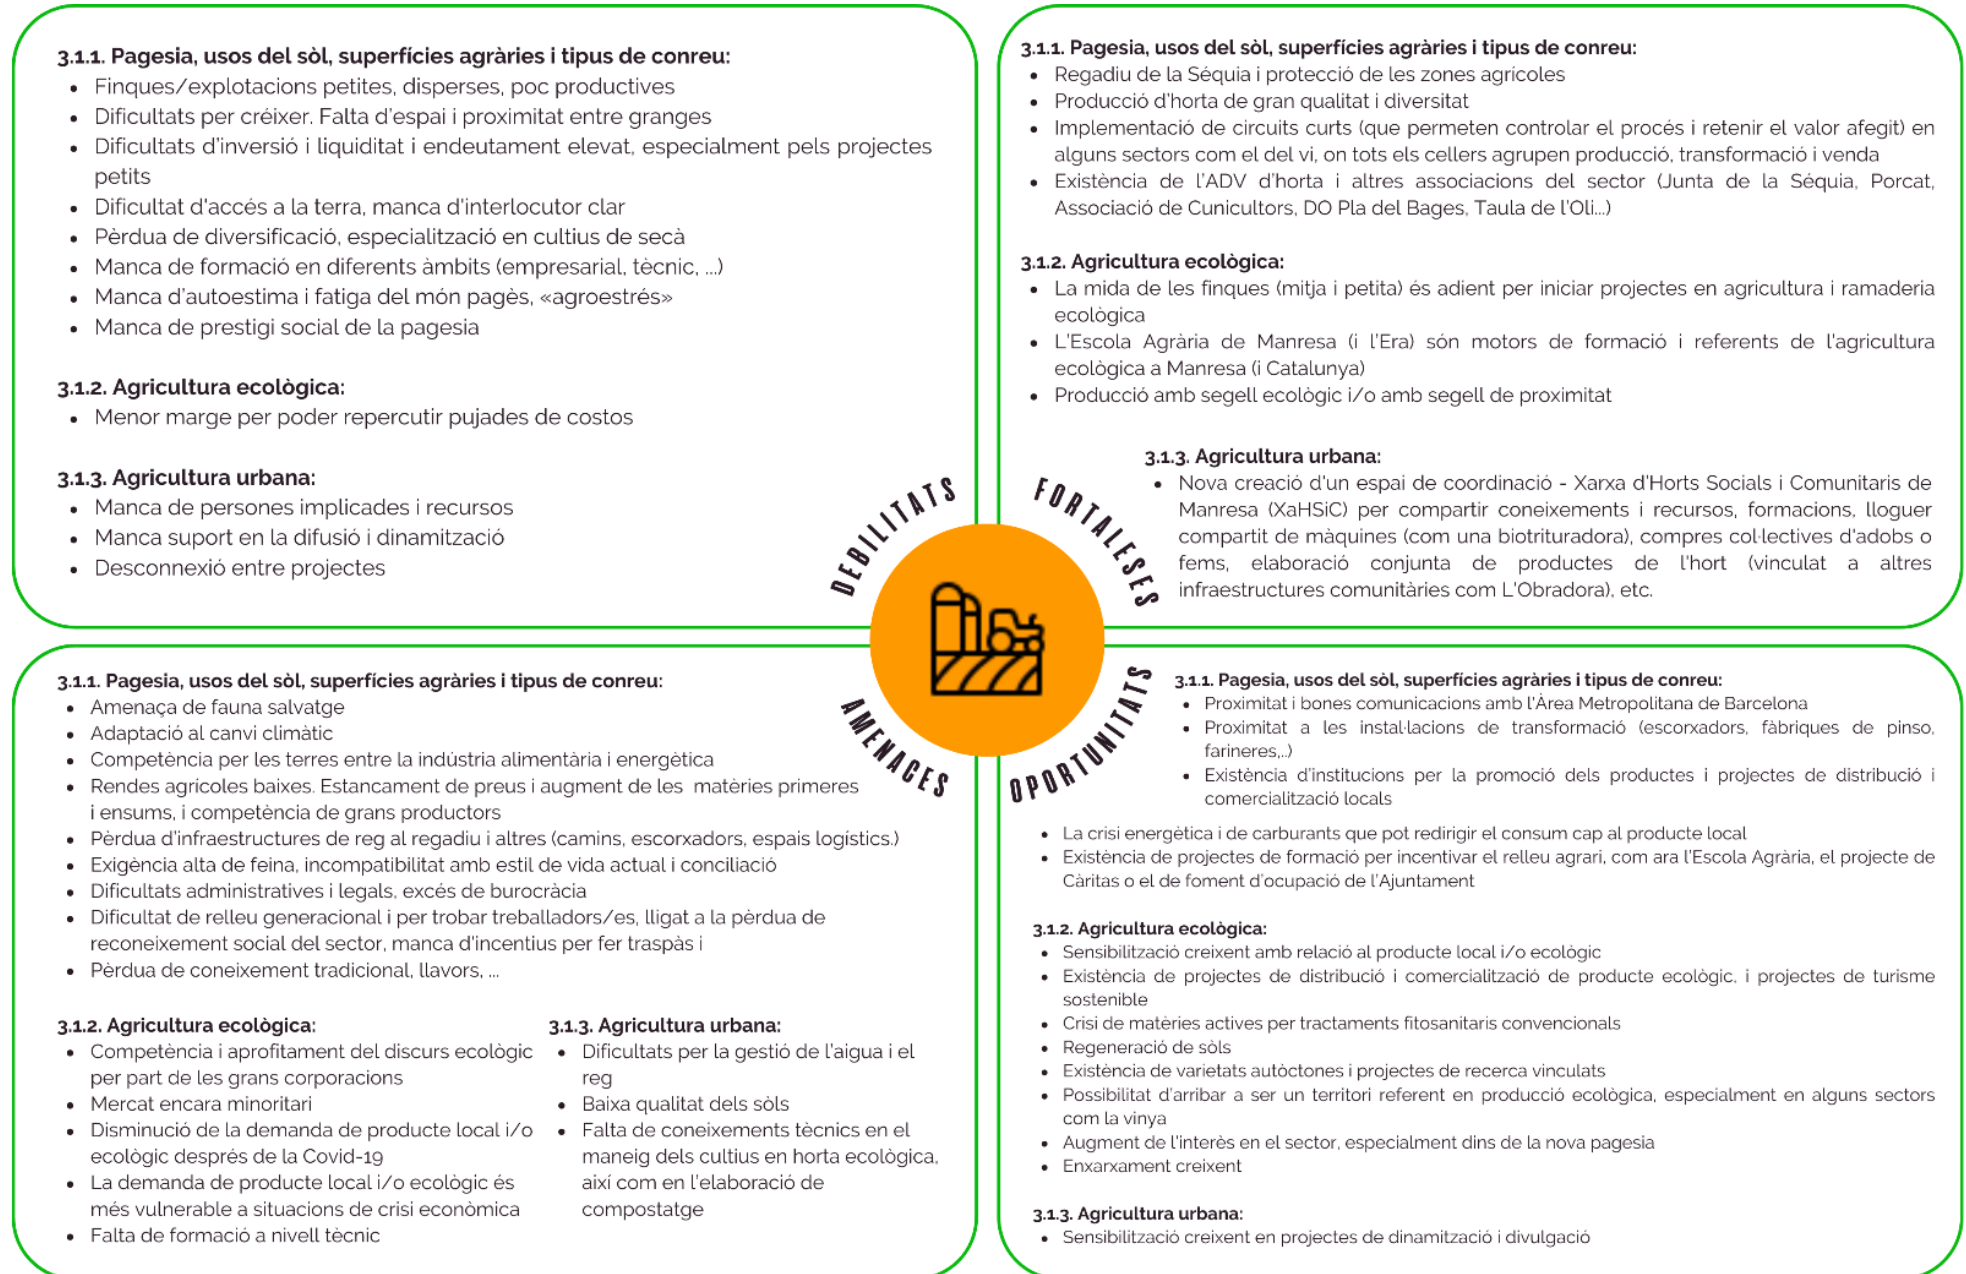 3.1.1. Pagesia, usos del sòl, superfícies agràries i tipus de conreu:
• Finques/explotacions petites, disperses, poc productives
• Dificultats per créixer. Falta d'espai i proximitat entre granges
• Dificultats d'inversió i liquiditat i endeutament elevat, especialment pels projectes
petits
• Dificultat d'accés a la terra, manca d'interlocutor clar
• Pèrdua de diversificació, especialització en cultius de secà
• Manca de formació en diferents àmbits (empresarial, tècnic, ...)
• Manca d'autoestima i fatiga del món pagès, «agroestrés»
• Manca de prestigi social de la pagesia
3.1.2. Agricultura ecològica:
• Menor marge per poder repercutir pujades de costos
3.1.3. Agricultura urbana:
• Manca de persones implicades i recursos
• Manca suport en la difusió i dinamització
• Desconnexió entre projectes
DEBILITATS
3.1.1. Pagesia, usos del sòl, superfícies agràries i tipus de conreu:
• Regadiu de la Séquia i protecció de les zones agrícoles
• Producció d'horta de gran qualitat i diversitat
• Implementació de circuits curts (que permeten controlar el procés i retenir el valor afegit) en
alguns sectors com el del vi, on tots els cellers agrupen producció, transformació i venda
• Existència de l'ADV d'horta i altres associacions del sector (Junta de la Séquia, Porcat,
Associació de Cunicultors, DO Pla del Bages, Taula de l'Oli...)
3.1.2. Agricultura ecològica:
• La mida de les finques (mitja i petita) és adient per iniciar projectes en agricultura i ramaderia
ecològica
• L'Escola Agrària de Manresa (i l'Era) són motors de formació i referents de l'agricultura
ecològica a Manresa (i Catalunya)
• Producció amb segell ecològic i/o amb segell de proximitat
3.1.3. Agricultura urbana:
• Nova creació d'un espai de coordinació - Xarxa d'Horts Socials i Comunitaris de
Manresa (XaHSiC) per compartir coneixements i recursos, formacions, lloguer
compartit de màquines (com una biotrituradora), compres col·lectives d'adobs o
fems, elaboració conjunta de productes de l'hort (vinculat a altres
infraestructures comunitàries com L'Obradora), etc.
FORTALESES
3.1.1. Pagesia, usos del sòl, superfícies agràries i tipus de conreu:
• Amenaça de fauna salvatge
• Adaptació al canvi climàtic
• Competència per les terres entre la indústria alimentària i energètica
• Rendes agrícoles baixes. Estancament de preus i augment de les matèries primeres
i ensums, i competència de grans productors
• Pèrdua d'infraestructures de reg al regadiu i altres (camins, escorxadors, espais logístics.)
• Exigència alta de feina, incompatibilitat amb estil de vida actual i conciliació
• Dificultats administratives i legals, excés de burocràcia
• Dificultat de relleu generacional i per trobar treballadors/es, lligat a la pèrdua de
reconeixement social del sector, manca d'incentius per fer traspàs i
• Pèrdua de coneixement tradicional, llavors, ...
3.1.2. Agricultura ecològica:
• Competència i aprofitament del discurs ecològic
per part de les grans corporacions
• Mercat encara minoritari
• Disminució de la demanda de producte local i/o
ecològic després de la Covid-19
• La demanda de producte local i/o ecològic és
més vulnerable a situacions de crisi econòmica
• Falta de formació a nivell tècnic
3.1.3. Agricultura urbana:
• Dificultats per la gestió de l'aigua i el
reg
• Baixa qualitat dels sòls
• Falta de coneixements tècnics en el
maneig dels cultius en horta ecològica,
així com en l'elaboració de
compostatge
AMENACES
3.1.1. Pagesia, usos del sòl, superfícies agràries i tipus de conreu:
• Proximitat i bones comunicacions amb l'Àrea Metropolitana de Barcelona
• Proximitat a les instal·lacions de transformació (escorxadors, fàbriques de pinso,
farineres,..)
• Existència d'institucions per la promoció dels productes i projectes de distribució i
comercialització locals
• La crisi energètica i de carburants que pot redirigir el consum cap al producte local
• Existència de projectes de formació per incentivar el relleu agrari, com ara l'Escola Agrària, el projecte de
Càritas o el de foment d'ocupació de l'Ajuntament
3.1.2. Agricultura ecològica:
• Sensibilització creixent amb relació al producte local i/o ecològic
• Existència de projectes de distribució i comercialització de producte ecològic, i projectes de turisme
sostenible
• Crisi de matèries actives per tractaments fitosanitaris convencionals
• Regeneració de sòls
• Existència de varietats autòctones i projectes de recerca vinculats
• Possibilitat d'arribar a ser un territori referent en producció ecològica, especialment en alguns sectors
com la vinya
• Augment de l'interès en el sector, especialment dins de la nova pagesia
• Enxarxament creixent
3.1.3. Agricultura urbana:
• Sensibilització creixent en projectes de dinamització i divulgació
OPORTUNITATS